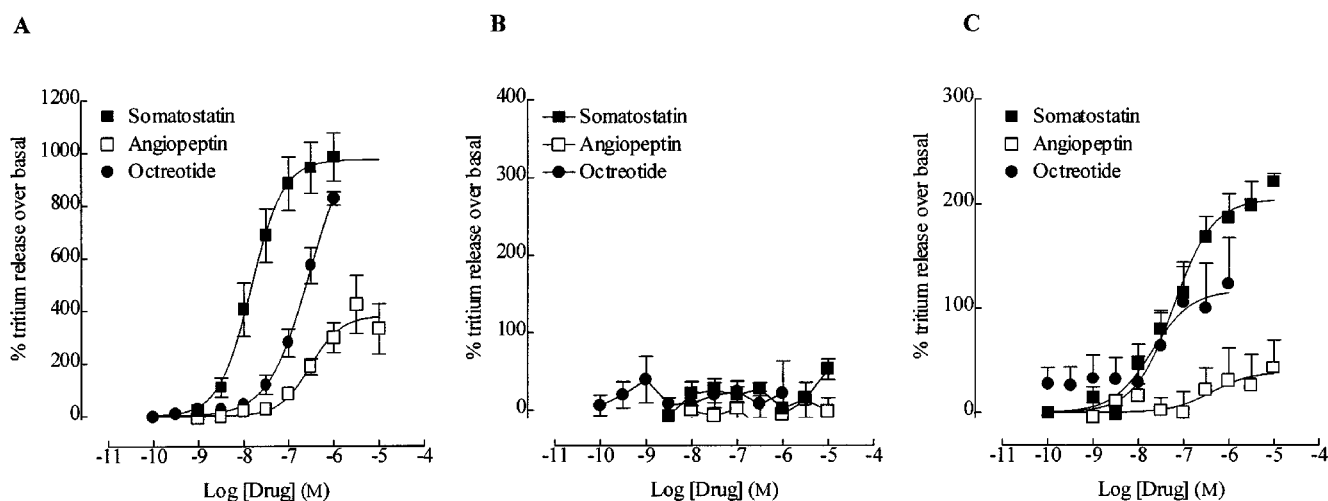 A
B
C
% tritium release over basal
1200
1000
800
600
400
200
0
Somatostatin
Angiopeptin
Octreotide
-11 -10 -9 -8 -7 -6 -5 -4
Log [Drug] (M)
% tritium release over basal
400
300
200
100
0
Somatostatin
Angiopeptin
Octreotide
-11 -10 -9 -8 -7 -6 -5 -4
Log [Drug] (M)
% tritium release over basal
300
200
100
0
Somatostatin
Angiopeptin
Octreotide
-11 -10 -9 -8 -7 -6 -5 -4
Log [Drug] (M)